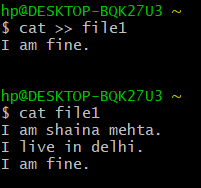 hp@DESKTOP-BQK27U3 ~
$ cat >> file1
I am fine.
hp@DESKTOP-BQK27U3 ~
$ cat file1
I am shaina mehta.
I live in delhi.
I am fine.